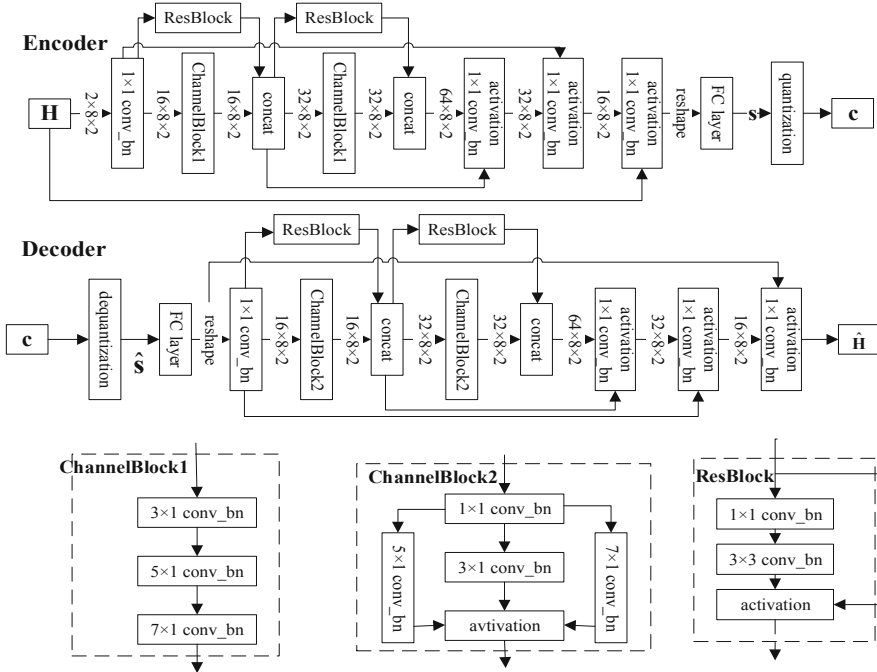 Encoder
ResBlock
ResBlock
H
2×8×2
1×1 conv_bn
16×8×2
ChannelBlock1
16×8×2
concat
32×8×2
ChannelBlock1
32×8×2
concat
64×8×2
activation
1×1 conv_bn
32×8×2
activation
1×1 conv_bn
16×8×2
activation
1×1 conv_bn
reshape
FC layer
s
quantization
c
Decoder
ResBlock
ResBlock
c
dequantization
ŝ
FC layer
reshape
1×1 conv_bn
16×8×2
ChannelBlock2
16×8×2
concat
32×8×2
ChannelBlock2
32×8×2
concat
64×8×2
activation
1×1 conv_bn
32×8×2
activation
1×1 conv_bn
16×8×2
activation
1×1 conv_bn
Ĥ
ChannelBlock1
3×1 conv_bn
5×1 conv_bn
7×1 conv_bn
ChannelBlock2
1×1 conv_bn
5×1 conv_bn
3×1 conv_bn
7×1 conv_bn
avtivation
ResBlock
1×1 conv_bn
3×3 conv_bn
activation